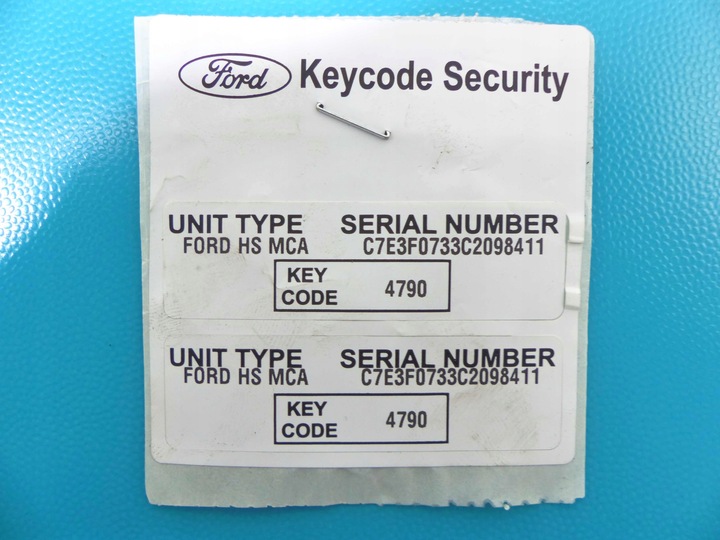 Ford Keycode Security
UNIT TYPE SERIAL NUMBER
FORD HS MCA C7E3F0733C2098411
KEY
CODE 4790
UNIT TYPE SERIAL NUMBER
FORD HS MCA C7E3F0733C2098411
KEY
CODE 4790